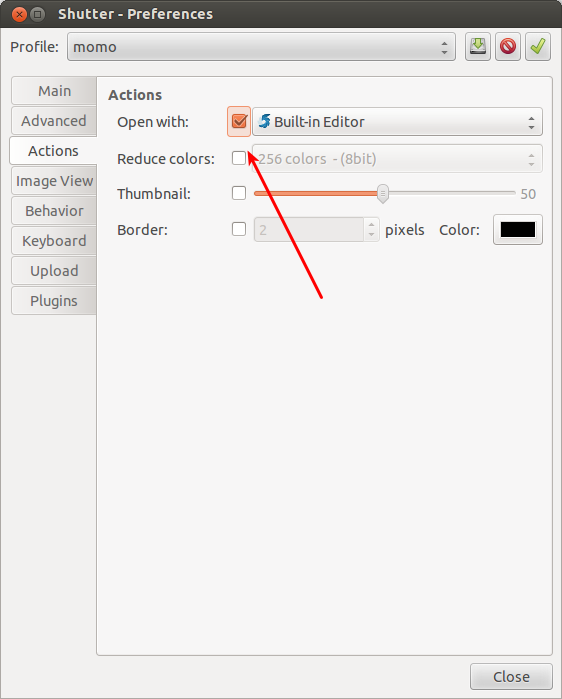 Shutter - Preferences
Profile: momo
Main
Advanced
Actions
Image View
Behavior
Keyboard
Upload
Plugins
Actions
Open with: Built-in Editor
Reduce colors: 256 colors - (8bit)
Thumbnail: 50
Border: 2 pixels Color:
Close